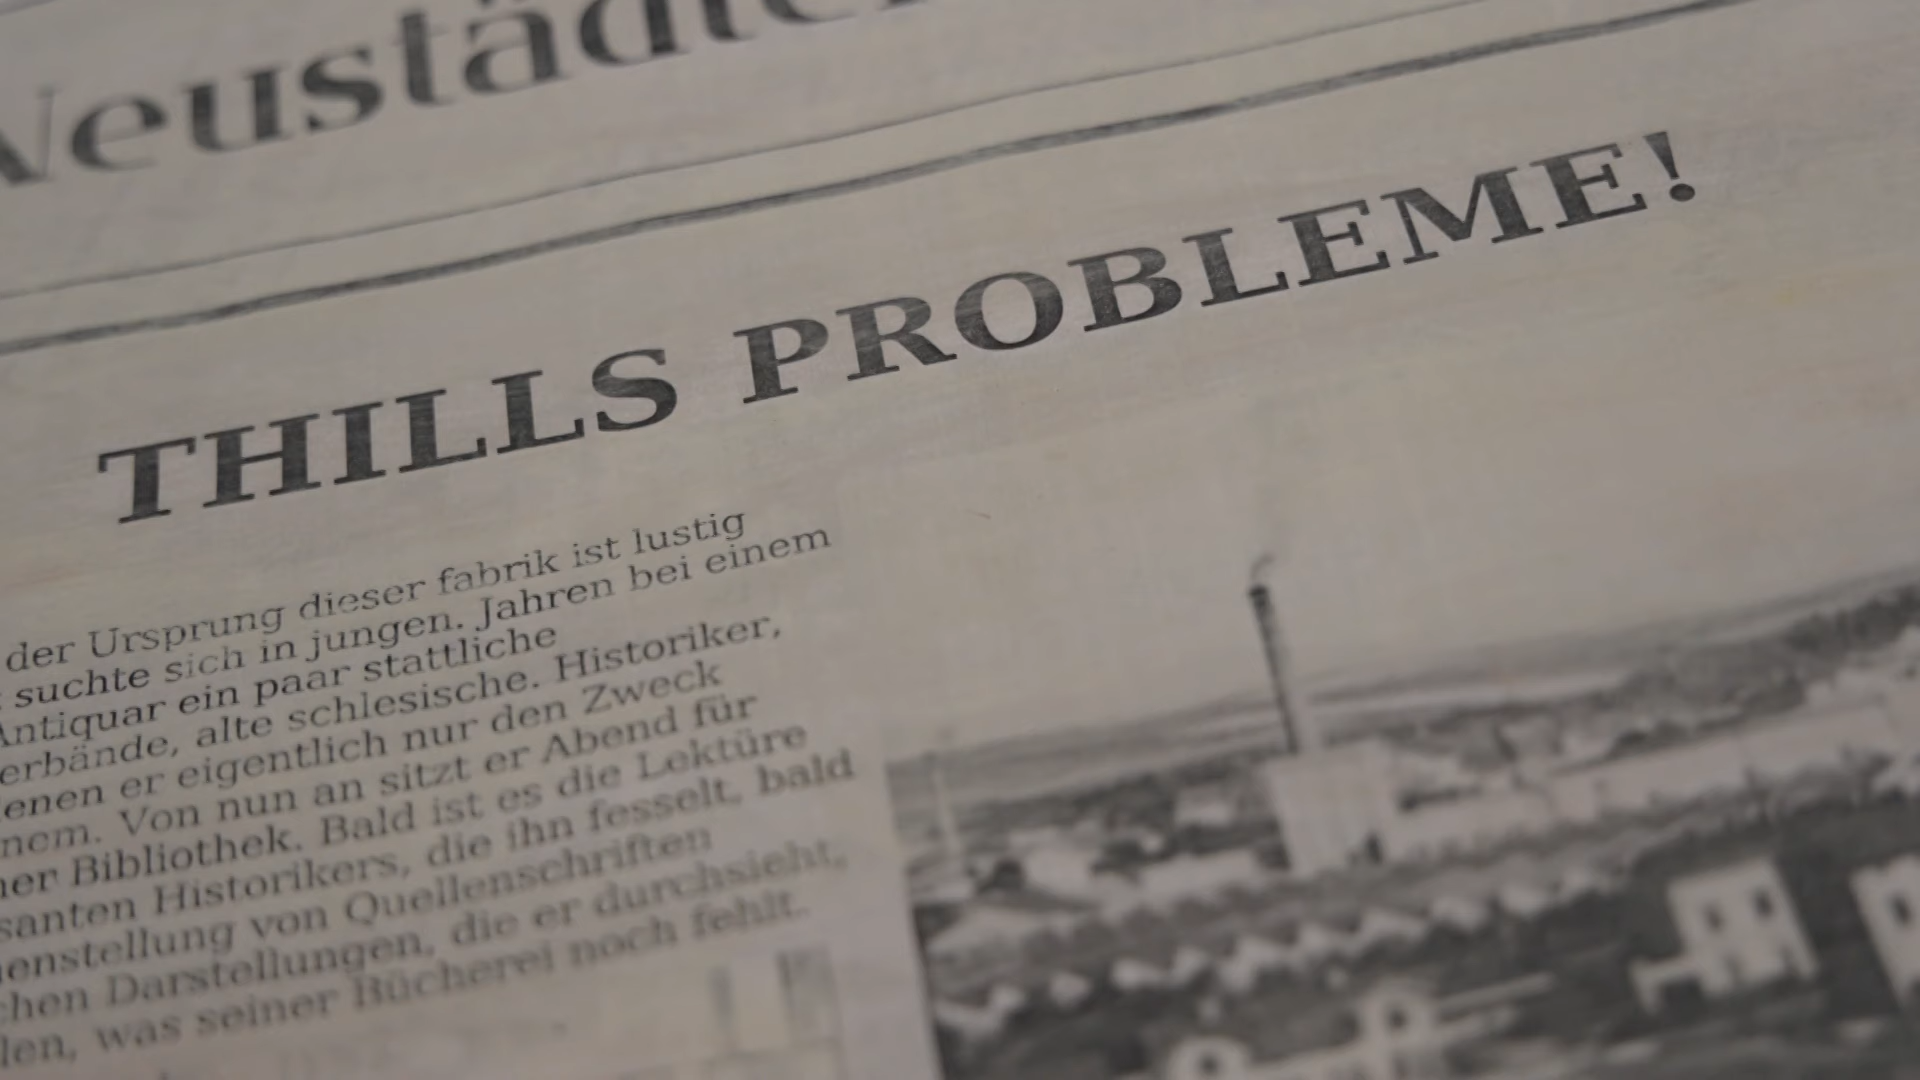 Neustädte
THILLS PROBLEME!
der Ursprung dieser fabrik ist lustig
suchte sich in jungen. Jahren bei einem
Antiquar ein paar stattliche
erbände, alte schlesische. Historiker,
enen er eigentlich nur den Zweck
nem. Von nun an sitzt er Abend für
ner Bibliothek. Bald ist es die Lektüre
santen Historikers, die ihn fesselt, bald
enstellung von Quellenschriften
chen Darstellungen, die er durchsieht,
len, was seiner Bücherei noch fehlt.